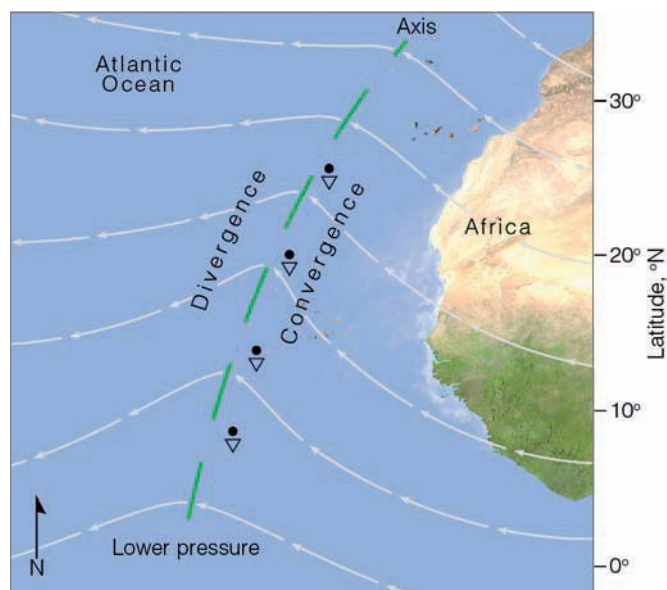 Axis
Atlantic
Ocean
30°
Divergence
Convergence
Africa
20°
Latitude, °N
10°
Lower pressure
N
0°